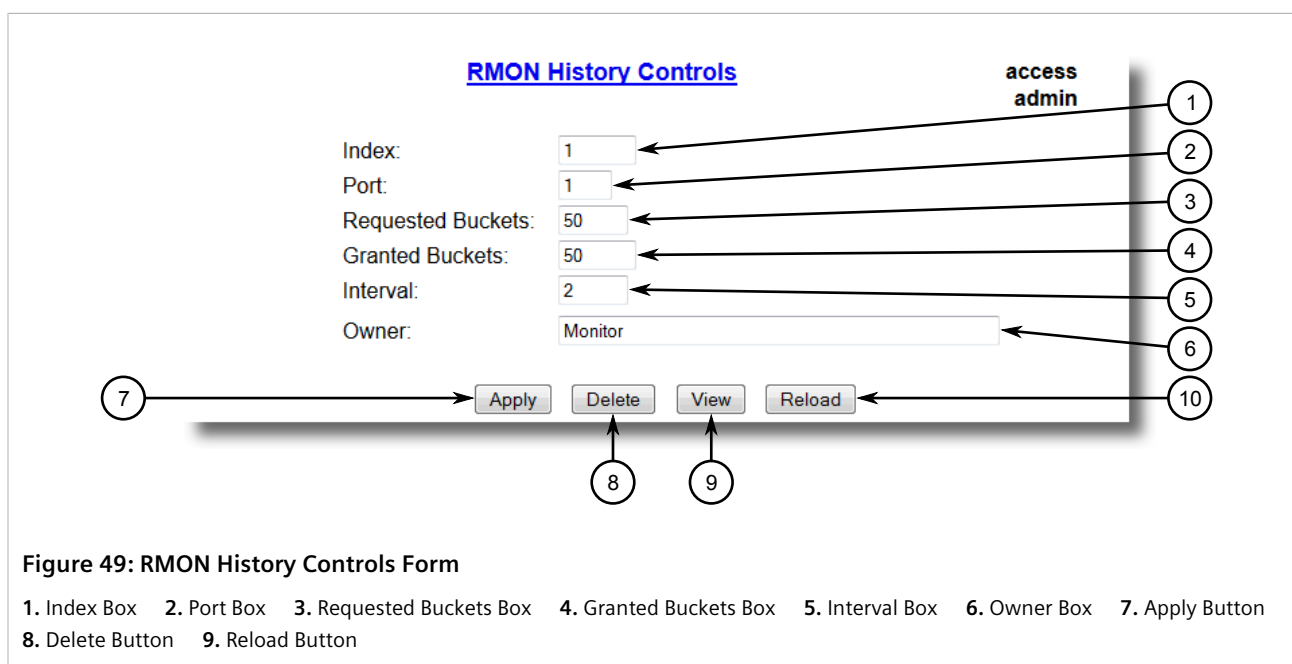 RMON History Controls
access
admin
1
Index: 1
2
Port: 1
3
Requested Buckets: 50
4
Granted Buckets: 50
5
Interval: 2
6
Owner: Monitor
7
Apply Delete View Reload
10
8 9
Figure 49: RMON History Controls Form
1. Index Box 2. Port Box 3. Requested Buckets Box 4. Granted Buckets Box 5. Interval Box 6. Owner Box 7. Apply Button
8. Delete Button 9. Reload Button